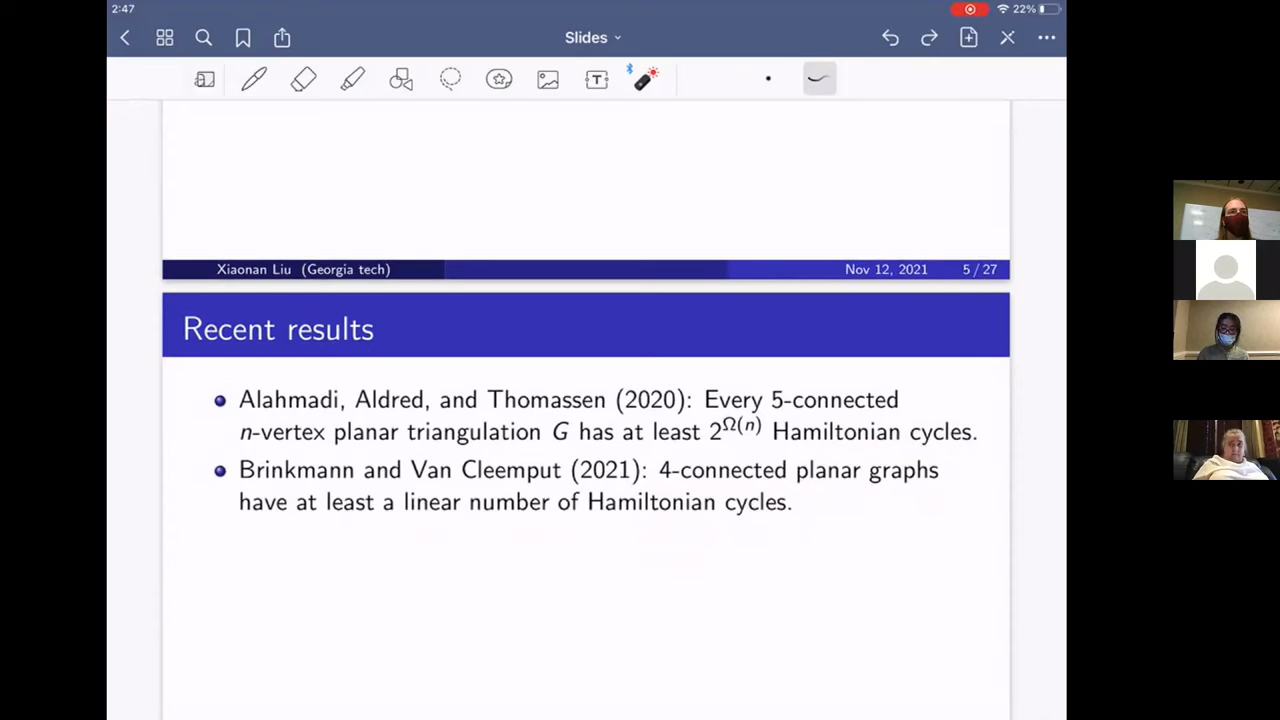 2:47
22%
Slides
Xiaonan Liu (Georgia tech)
Nov 12, 2021
5 / 27
Recent results
Alahmadi, Aldred, and Thomassen (2020): Every 5-connected
n-vertex planar triangulation G has at least 2^Ω(n) Hamiltonian cycles.
Brinkmann and Van Cleemput (2021): 4-connected planar graphs
have at least a linear number of Hamiltonian cycles.